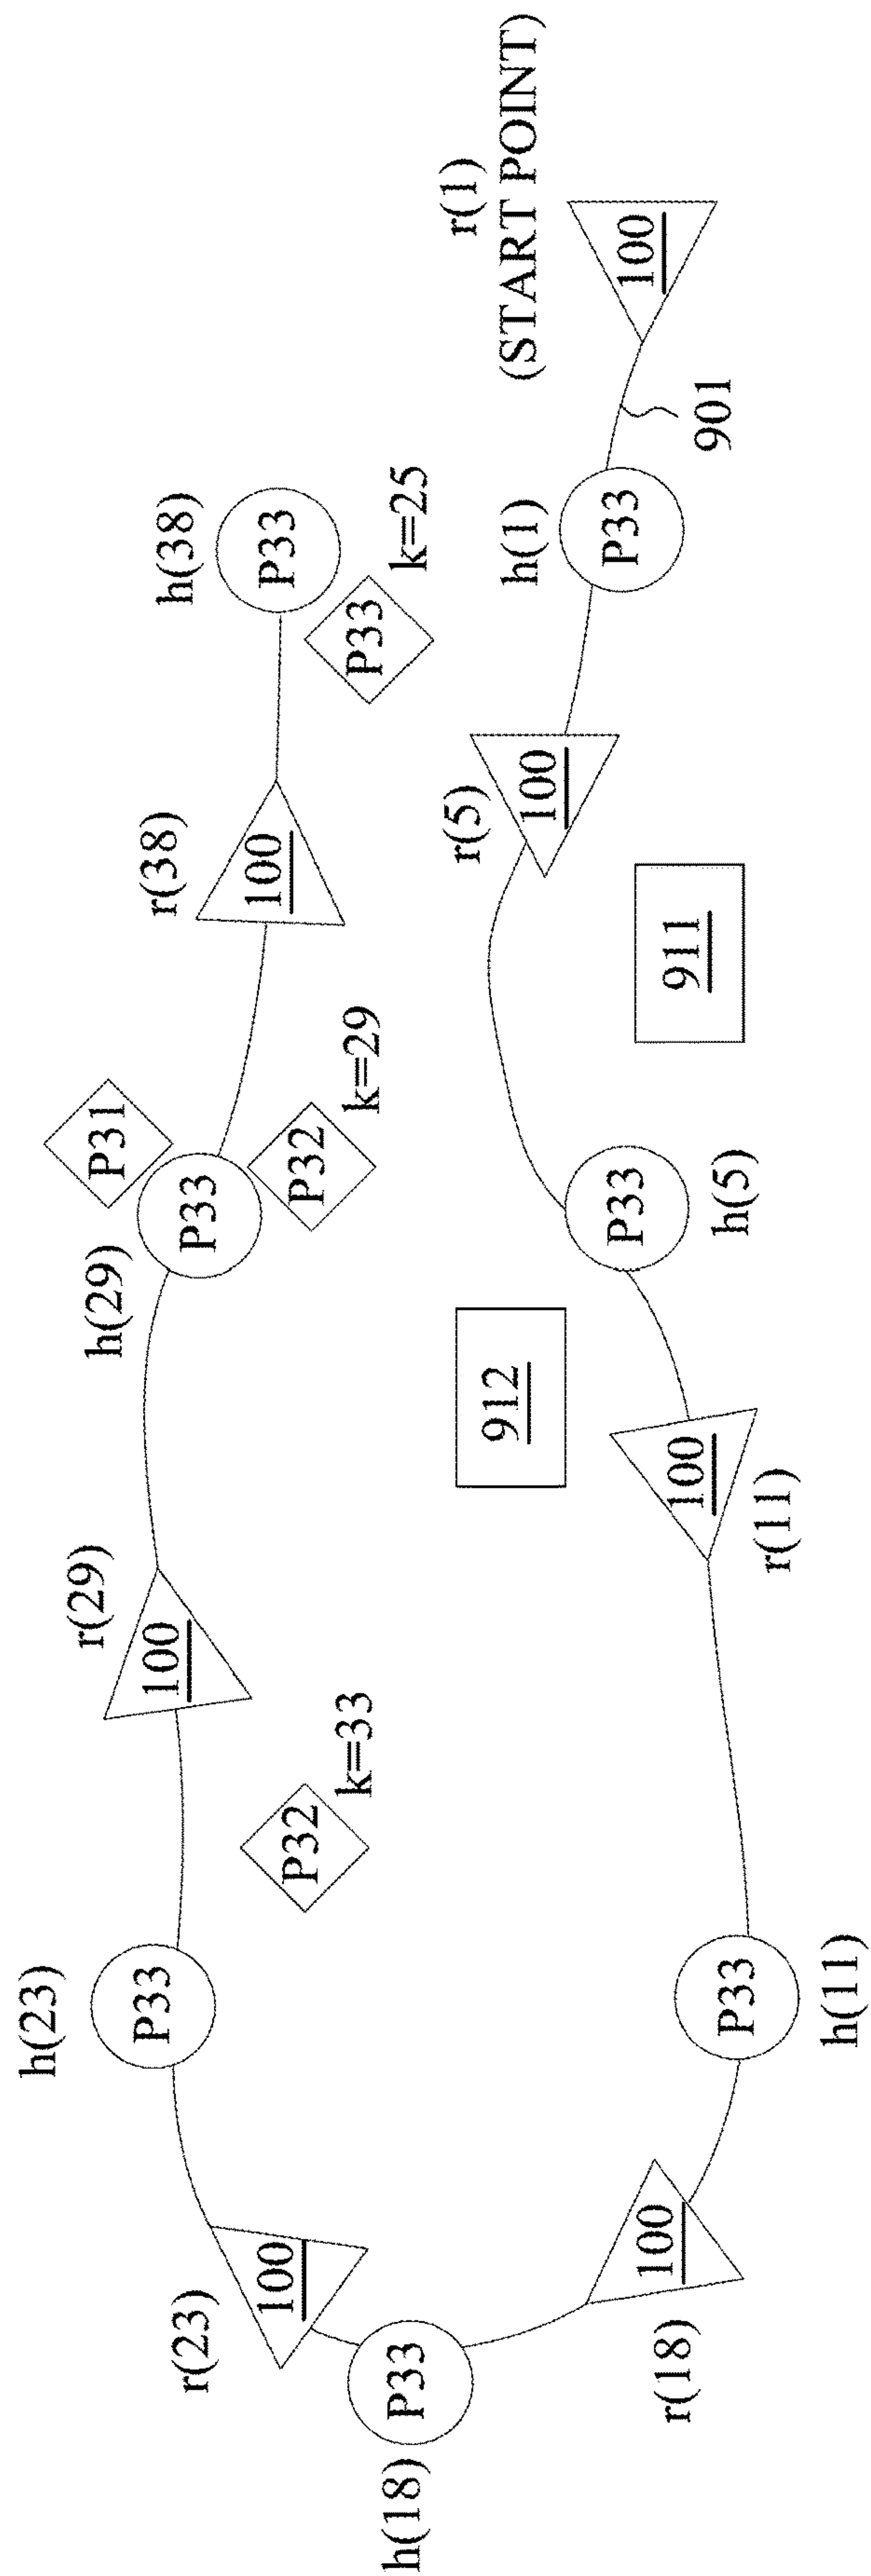 r(1)
(START POINT)
100
901
h(1)
P33
r(5)
100
911
h(5)
P33
912
r(11)
100
h(11)
P33
r(18)
100
h(18)
P33
r(23)
100
h(23)
P33
P32
k=33
r(29)
100
h(29)
P33
P31
P32
k=29
r(38)
100
h(38)
P33
P33
k=25